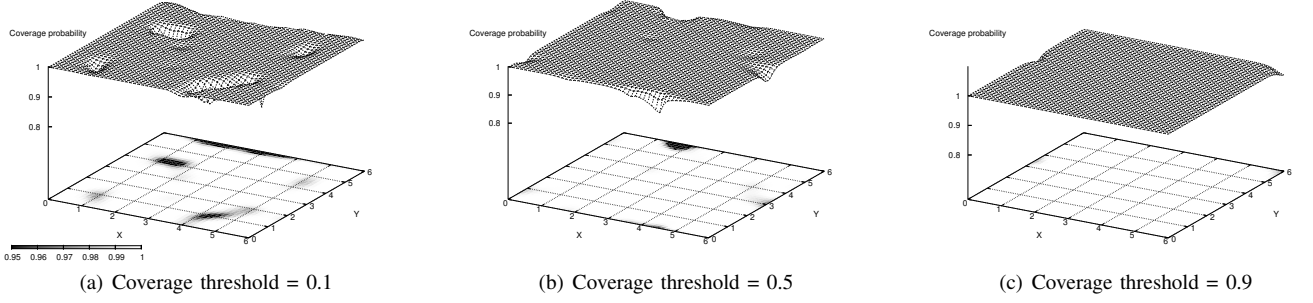 Coverage probability
1
0.9
0.8
0 1 2 3 4 5 6
X
0 1 2 3 4 5 6
Y
0.95 0.96 0.97 0.98 0.99 1
(a) Coverage threshold = 0.1
Coverage probability
1
0.9
0.8
0 1 2 3 4 5 6
X
0 1 2 3 4 5 6
Y
(b) Coverage threshold = 0.5
Coverage probability
1
0.9
0.8
0 1 2 3 4 5 6
X
0 1 2 3 4 5 6
Y
(c) Coverage threshold = 0.9